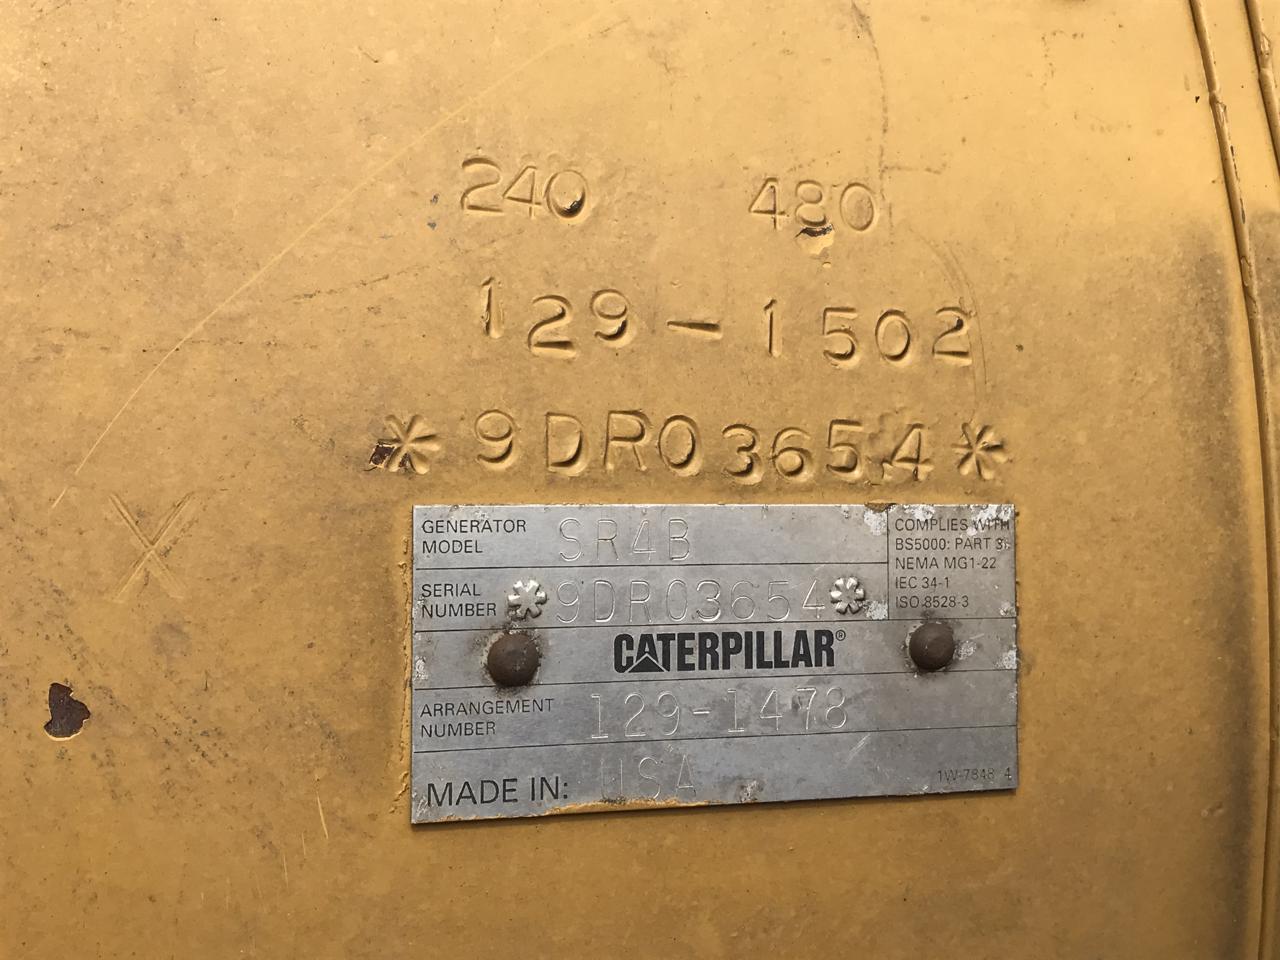 240 480
129-1502
*9DR03654*
GENERATOR MODEL SR4B
COMPLIES WITH
BS5000: PART 3
NEMA MG1-22
IEC 34-1
ISO 8528-3
SERIAL NUMBER *9DR03654*
CATERPILLAR®
ARRANGEMENT NUMBER 129-1478
MADE IN: USA
1W-7848 4
X